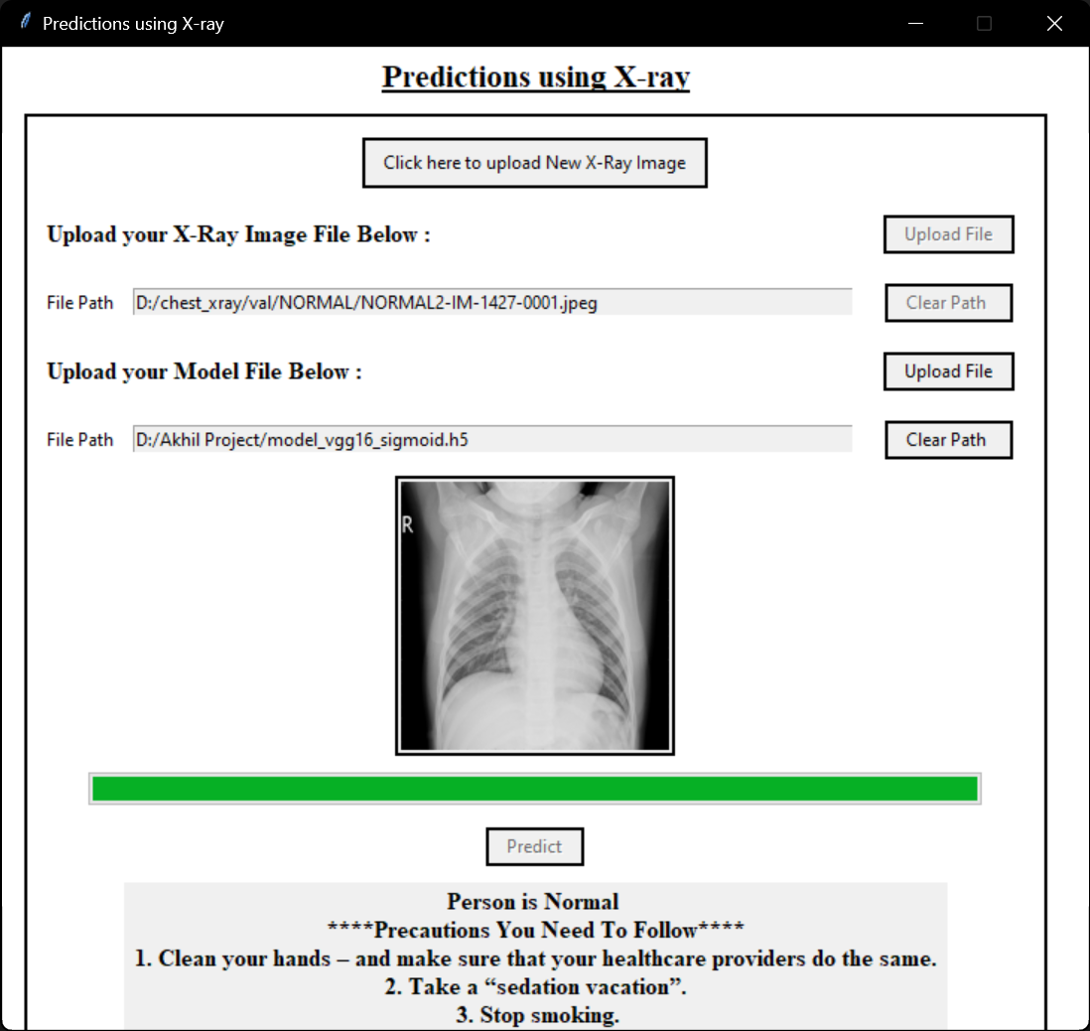 Predictions using X-ray
Predictions using X-ray
Click here to upload New X-Ray Image
Upload your X-Ray Image File Below :
Upload File
File Path
D:/chest_xray/val/NORMAL/NORMAL2-IM-1427-0001.jpeg
Clear Path
Upload your Model File Below :
Upload File
File Path
D:/Akhil Project/model_vgg16_sigmoid.h5
Clear Path
R
Predict
Person is Normal
****Precautions You Need To Follow****
1. Clean your hands – and make sure that your healthcare providers do the same.
2. Take a “sedation vacation”.
3. Stop smoking.